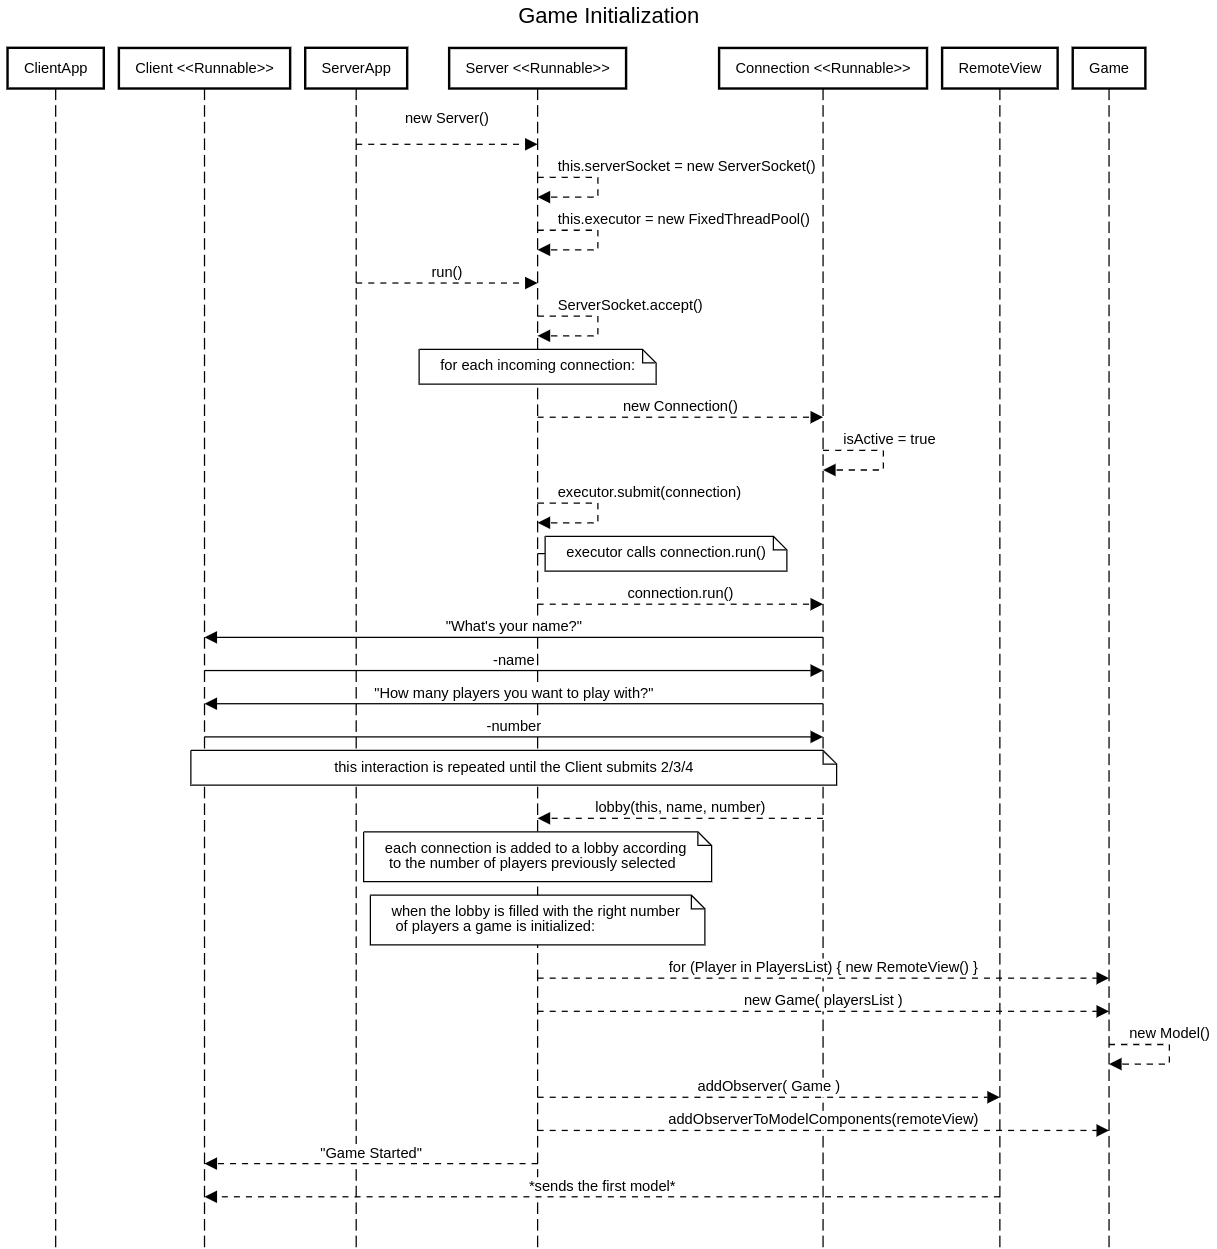 Game Initialization
ClientApp
Client <<Runnable>>
ServerApp
Server <<Runnable>>
Connection <<Runnable>>
RemoteView
Game
new Server()
this.serverSocket = new ServerSocket()
this.executor = new FixedThreadPool()
run()
ServerSocket.accept()
for each incoming connection:
new Connection()
isActive = true
executor.submit(connection)
executor calls connection.run()
connection.run()
"What's your name?"
-name
"How many players you want to play with?"
-number
this interaction is repeated until the Client submits 2/3/4
lobby(this, name, number)
each connection is added to a lobby according
to the number of players previously selected
when the lobby is filled with the right number
of players a game is initialized:
for (Player in PlayersList) { new RemoteView() }
new Game( playersList )
new Model()
addObserver( Game )
addObserverToModelComponents(remoteView)
"Game Started"
*sends the first model*